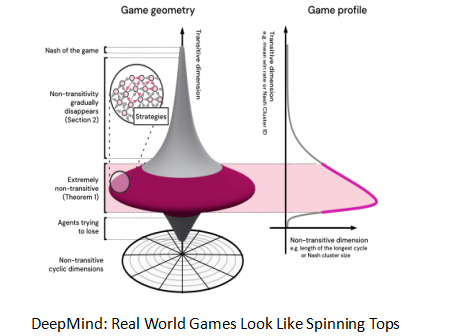 Game geometry
Game profile
Nash of the game
Transitive dimension
Transitive dimension
e.g. mean win rate or Nash Cluster ID
Non-transitivity
gradually
disappears
(Section 2)
Strategies
Extremely
non-transitive
(Theorem 1)
Agents trying
to lose
Non-transitive
cyclic dimensions
Non-transitive dimension
e.g. length of the longest cycle
or Nash cluster size
DeepMind: Real World Games Look Like Spinning Tops